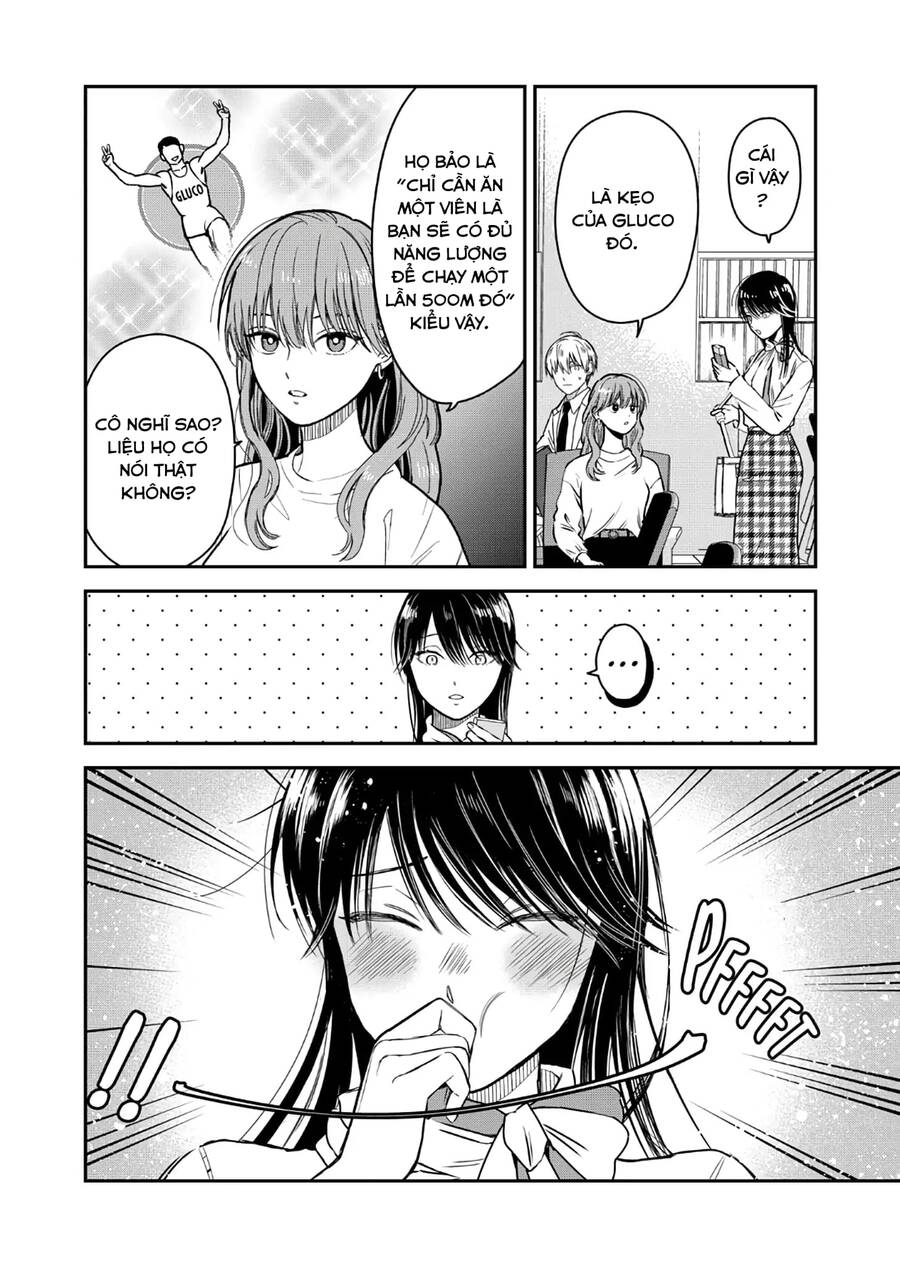 CÁI
GÌ VẬY
?
LÀ KẸO
CỦA GLUCO
ĐÓ.
HỌ BẢO LÀ
"CHỈ CẦN ĂN
MỘT VIÊN LÀ
BẠN SẼ CÓ ĐỦ
NĂNG LƯỢNG
ĐỂ CHẠY MỘT
LẦN 500M ĐÓ"
KIỂU VẬY.
GLUCO
CÔ NGHĨ SAO?
LIỆU HỌ CÓ
NÓI THẬT
KHÔNG?
...
PFFFFFT
!!